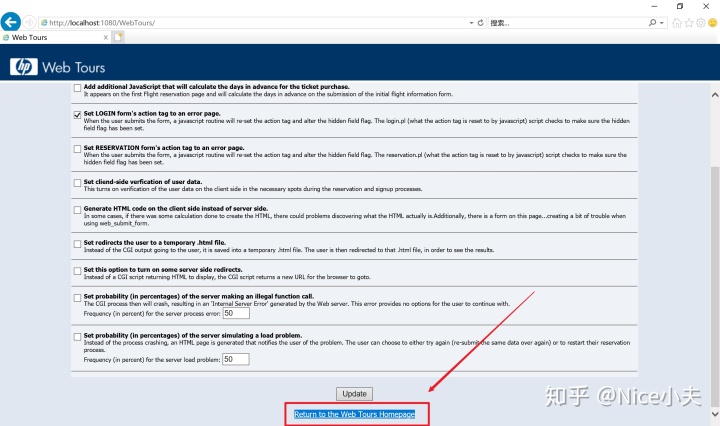 http://localhost:1080/WebTours/
搜索...
Web Tours
hp Web Tours
Add additional JavaScript that will calculate the days in advance for the ticket purchase.
It appears on the first Flight reservation page and will calculate the days in advance on the submission of the initial flight information form.
Set LOGIN form's action tag to an error page.
When the user submits the form, a javascript routine will re-set the action tag and alter the hidden field flag. The login.pl (what the action tag is reset to by javascript) script checks to make sure the hidden
field flag has been set.
Set RESERVATION form's action tag to an error page.
When the user submits the form, a javascript routine will re-set the action tag and alter the hidden field flag. The reservation.pl (what the action tag is reset to by javascript) script checks to make sure the
hidden field flag has been set.
Set cliend-side verfication of user data.
This turns on verification of the user data on the client side in the necessary spots during the reservation and signup processes.
Generate HTML code on the client side instead of server side.
In some cases, if there was some calculation done to create the HTML, there could problems discovering what the HTML actually is.Additionally, there is a form on this page...creating a bit of trouble when
using web_submit_form.
Set redirects the user to a temporary .html file.
Instead of the CGI output going to the user, it is saved into a temporary .html file. The user is then redirected to that .html file, in order to see the results.
Set this option to turn on some server side redirects.
Instead of a CGI script returning HTML to display, the CGI script returns a new URL for the browser to goto.
Set probability (in percentages) of the server making an illegal function call.
The CGI process then will crash, resulting in an 'Internal Server Error' generated by the Web server. This error provides no options for the user to continue with.
Frequency (in percent) for the server process error: 50
Set probability (in percentages) of the server simulating a load problem.
Instead of the process crashing, an HTML page is generated that notifies the user of the problem. The user can choose to either try again (re-submit the same data over again) or to restart their reservation
process.
Frequency (in percent) for the server load problem: 50
Update
Return to the Web Tours Homepage
知乎 @Nice小夫